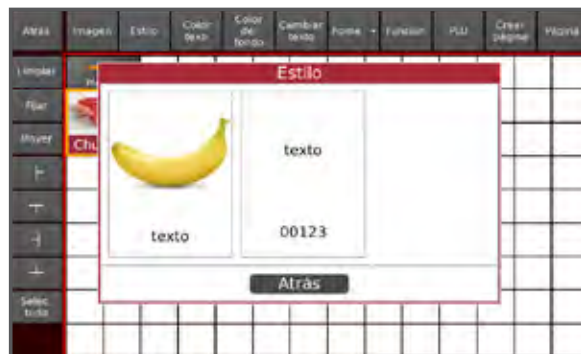 Atrás
Imagen
Estilo
Color
texto
Color
de
fondo
Cambiar
texto
home
Función
PLU
Crear
página
Página
Limpiar
Fijar
Mover
Selec.
todo
Chu
Estilo
texto
texto
00123
Atrás